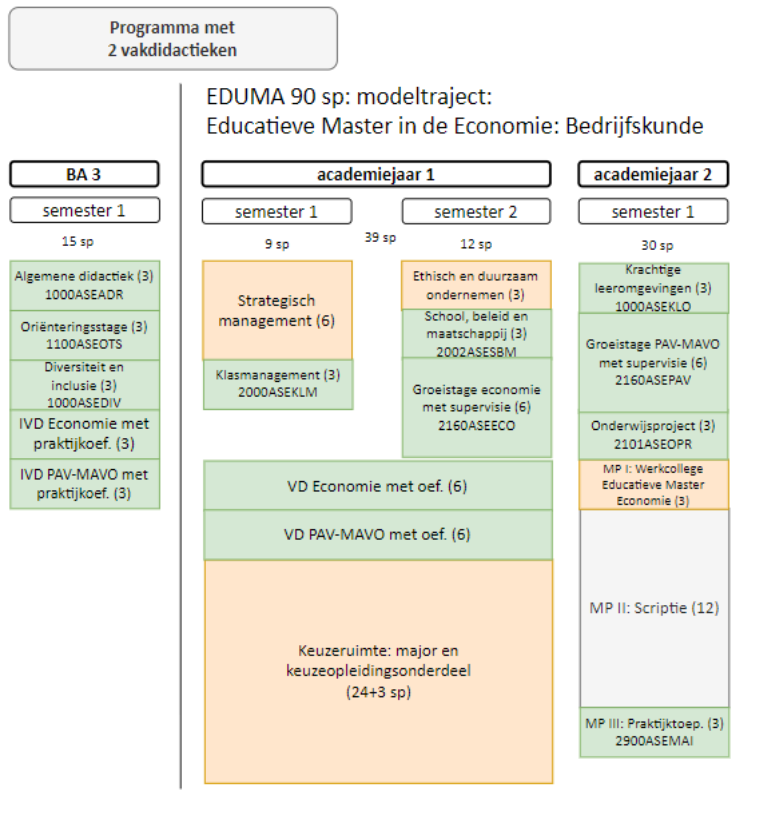 Programma met
2 vakdidactieken
EDUMA 90 sp: modeltraject:
Educatieve Master in de Economie: Bedrijfskunde
BA 3
academiejaar 1
academiejaar 2
semester 1
semester 1
semester 2
semester 1
15 sp
9 sp
39 sp
12 sp
30 sp
Algemene didactiek (3)
1000ASEADR
Oriënteringsstage (3)
1100ASEOTS
Diversiteit en
inclusie (3)
1000ASEDIV
IVD Economie met
praktijkoef. (3)
IVD PAV-MAVO met
praktijkoef. (3)
Strategisch
management (6)
Klasmanagement (3)
2000ASEKLM
Ethisch en duurzaam
ondernemen (3)
School, beleid en
maatschappij (3)
2002ASESBM
Groeistage economie
met supervisie (6)
2160ASEECO
VD Economie met oef. (6)
VD PAV-MAVO met oef. (6)
Keuzeruimte: major en
keuzeopleidingsonderdeel
(24+3 sp)
Krachtige
leeromgevingen (3)
1000ASEKLO
Groeistage PAV-MAVO
met supervisie (6)
2160ASEPAV
Onderwijsproject (3)
2101ASEOPR
MP I: Werkcollege
Educatieve Master
Economie (3)
MP II: Scriptie (12)
MP III: Praktijktoep. (3)
2900ASEMAI